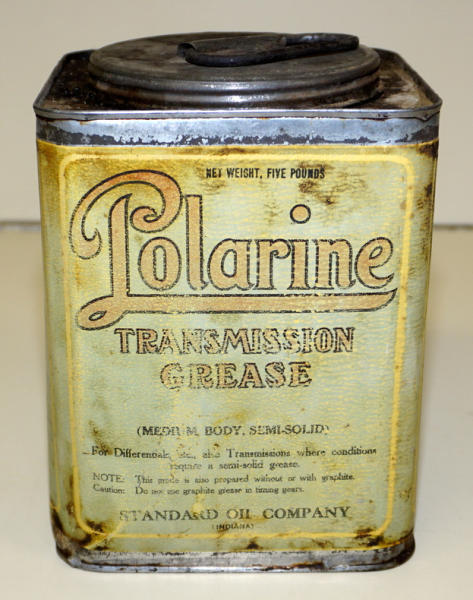 NET WEIGHT, FIVE POUNDS
Polarine
TRANSMISSION
GREASE
(MEDIUM BODY, SEMI-SOLID)
For Differentials, etc., also Transmissions where conditions
require a semi-solid grease.
NOTE: This grade is also prepared without or with graphite.
Caution: Do not use graphite grease in timing gears.
STANDARD OIL COMPANY
(INDIANA)